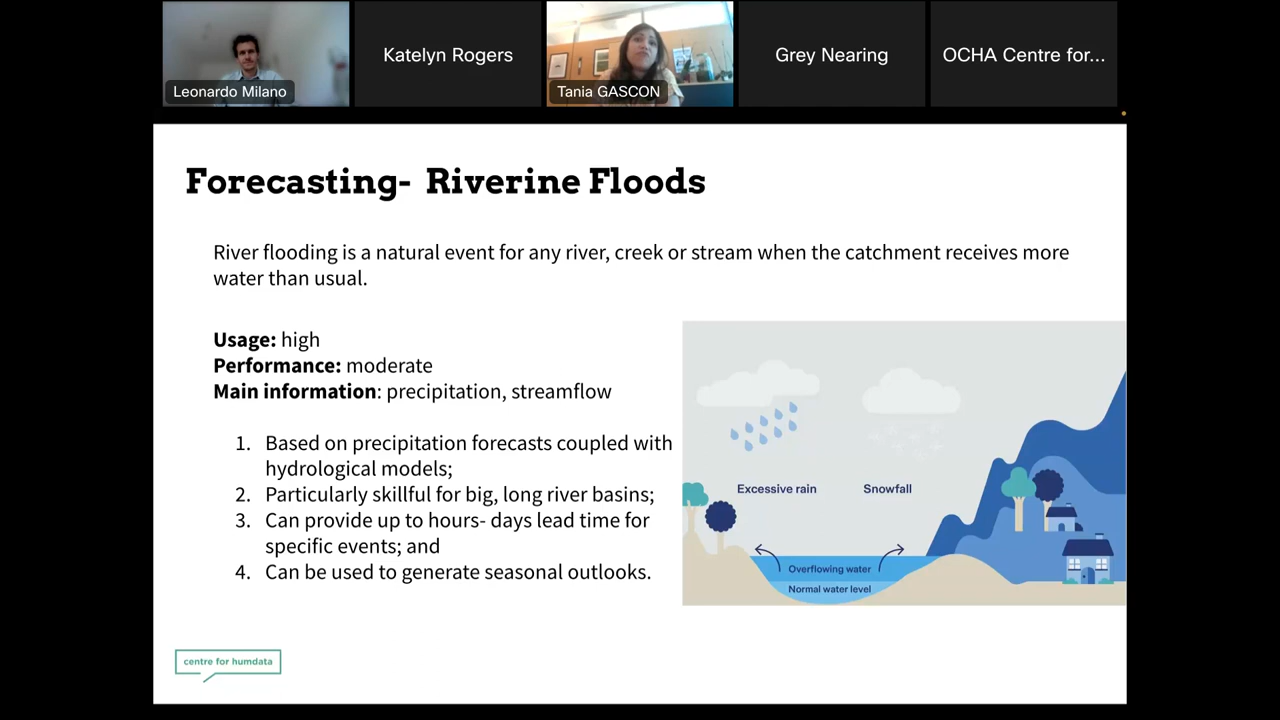 Katelyn Rogers
Grey Nearing
OCHA Centre for...
Leonardo Milano
Tania GASCON
Forecasting- Riverine Floods
River flooding is a natural event for any river, creek or stream when the catchment receives more
water than usual.
Usage: high
Performance: moderate
Main information: precipitation, streamflow
1. Based on precipitation forecasts coupled with
hydrological models;
2. Particularly skillful for big, long river basins;
3. Can provide up to hours- days lead time for
specific events; and
4. Can be used to generate seasonal outlooks.
Excessive rain
Snowfall
Overflowing water
Normal water level
centre for humdata